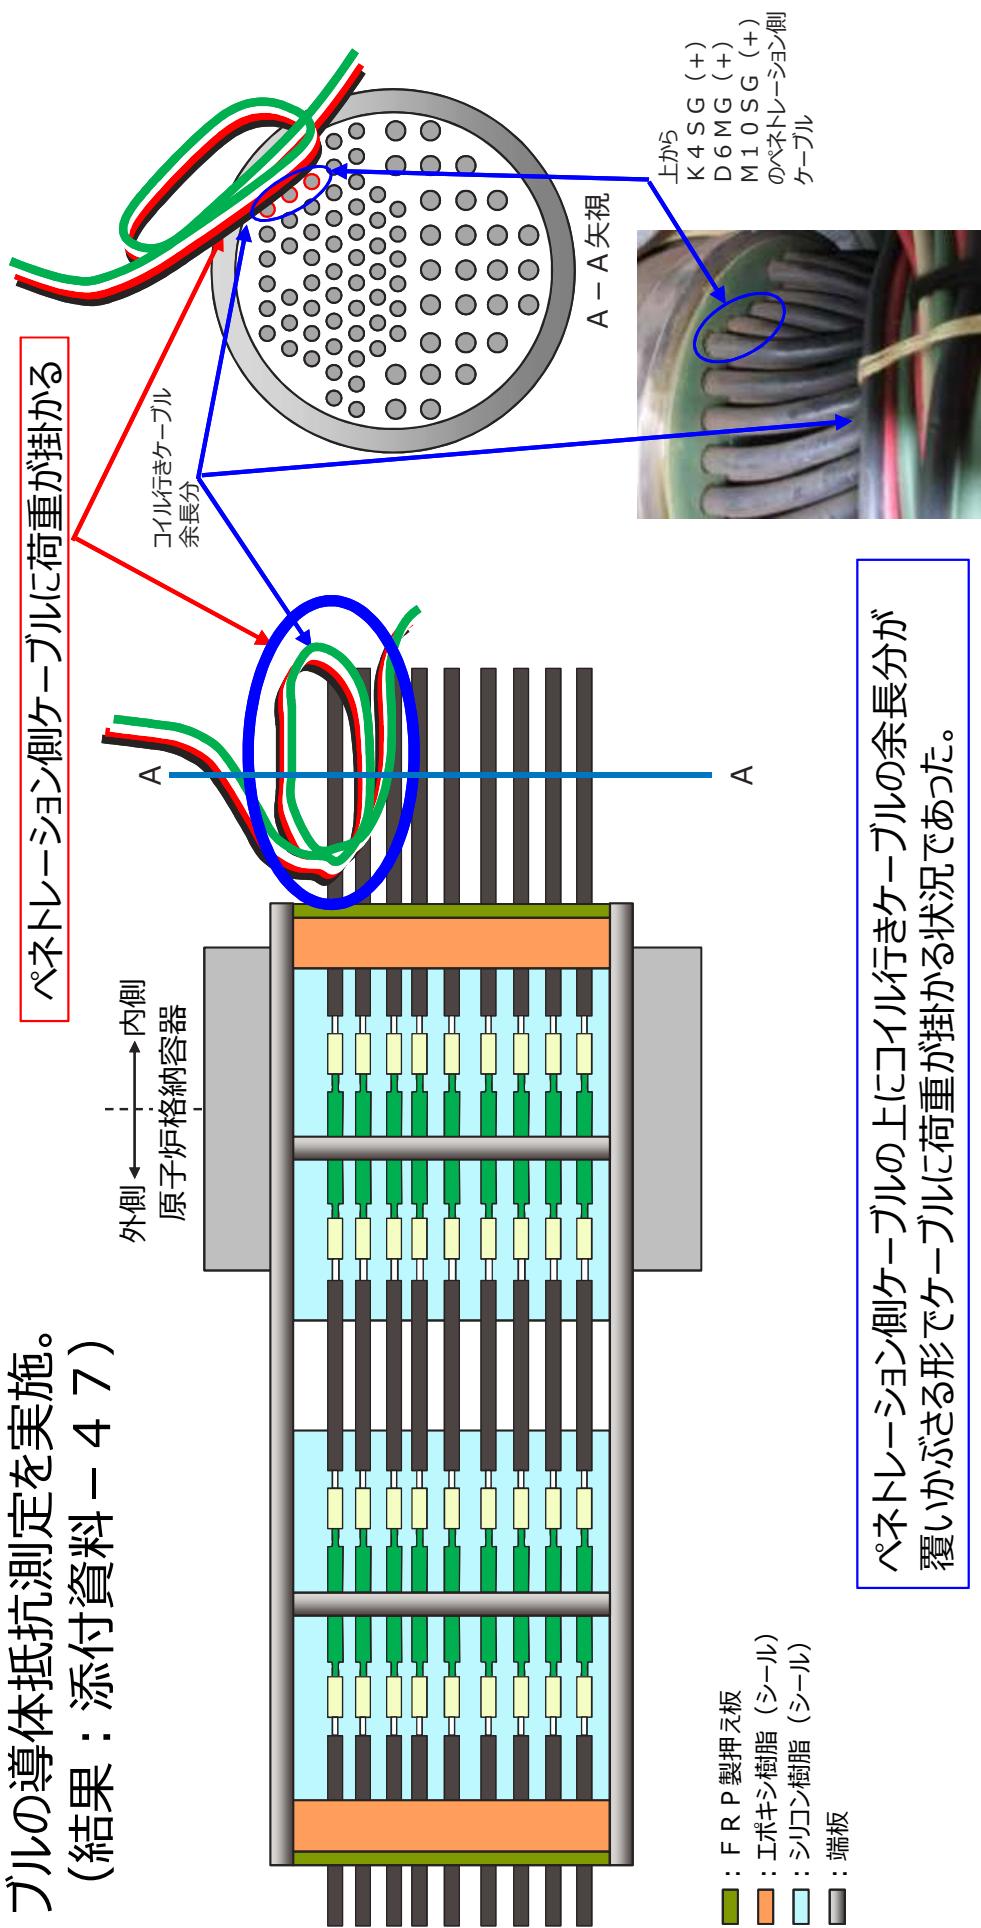 ブルの導体抵抗測定を実施。
(結果：添付資料－４７)
ペネトレーション側ケーブルに荷重が掛かる
外側
内側
原子炉格納容器
A
A
コイル行きケーブル
余長分
A－A矢視
上から
K４SG（＋）
D６MG（＋）
M１０SG（＋）
のペネトレーション側
ケーブル
：ＦＲＰ製押え板
：エポキシ樹脂（シール）
：シリコン樹脂（シール）
：端板
ペネトレーション側ケーブルの上にコイル行きケーブルの余長分が
覆いかぶさる形でケーブルに荷重が掛かる状況であった。